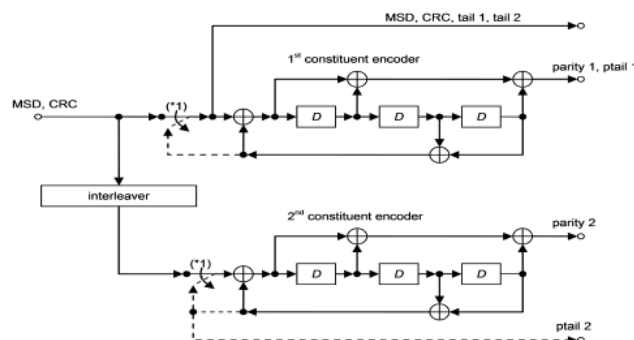 MSD, CRC, tail 1, tail 2
1st constituent encoder
parity 1, ptail 1
MSD, CRC
(*1)
D
D
D
interleaver
2nd constituent encoder
parity 2
(*1)
D
D
D
ptail 2